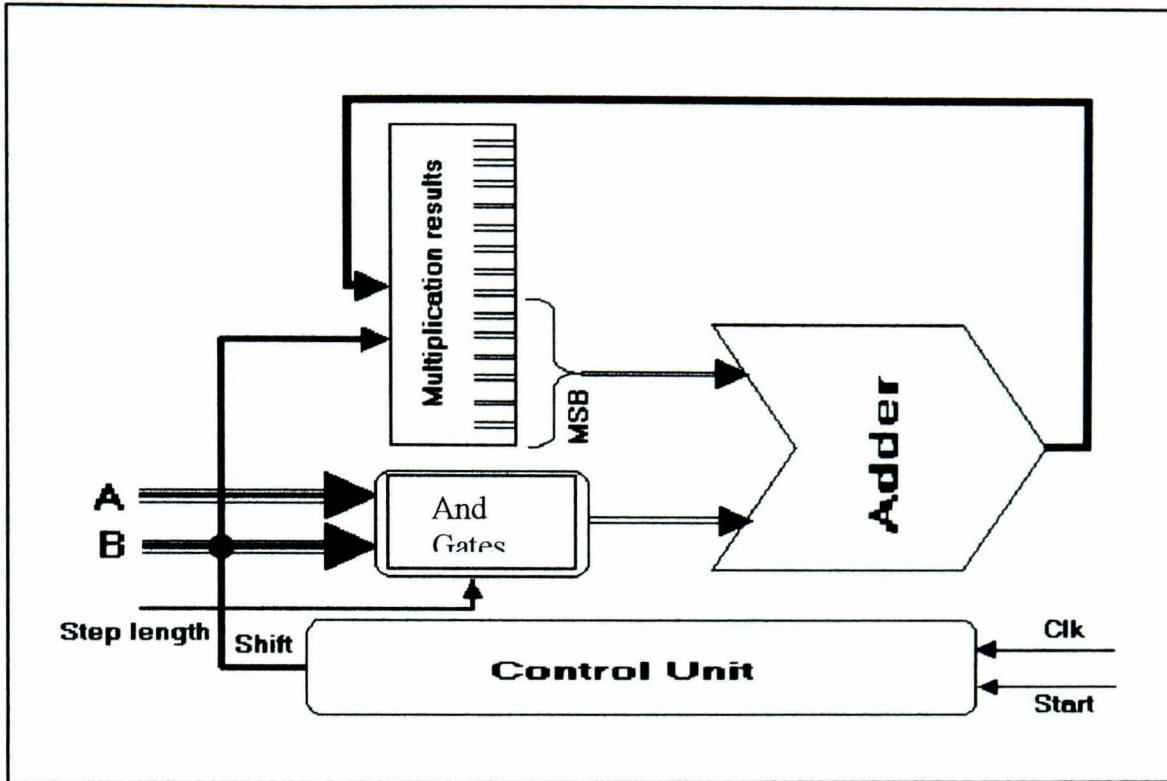 Multiplication results
MSB
Adder
A
B
And
Gates
Step length
Shift
Control Unit
Clk
Start